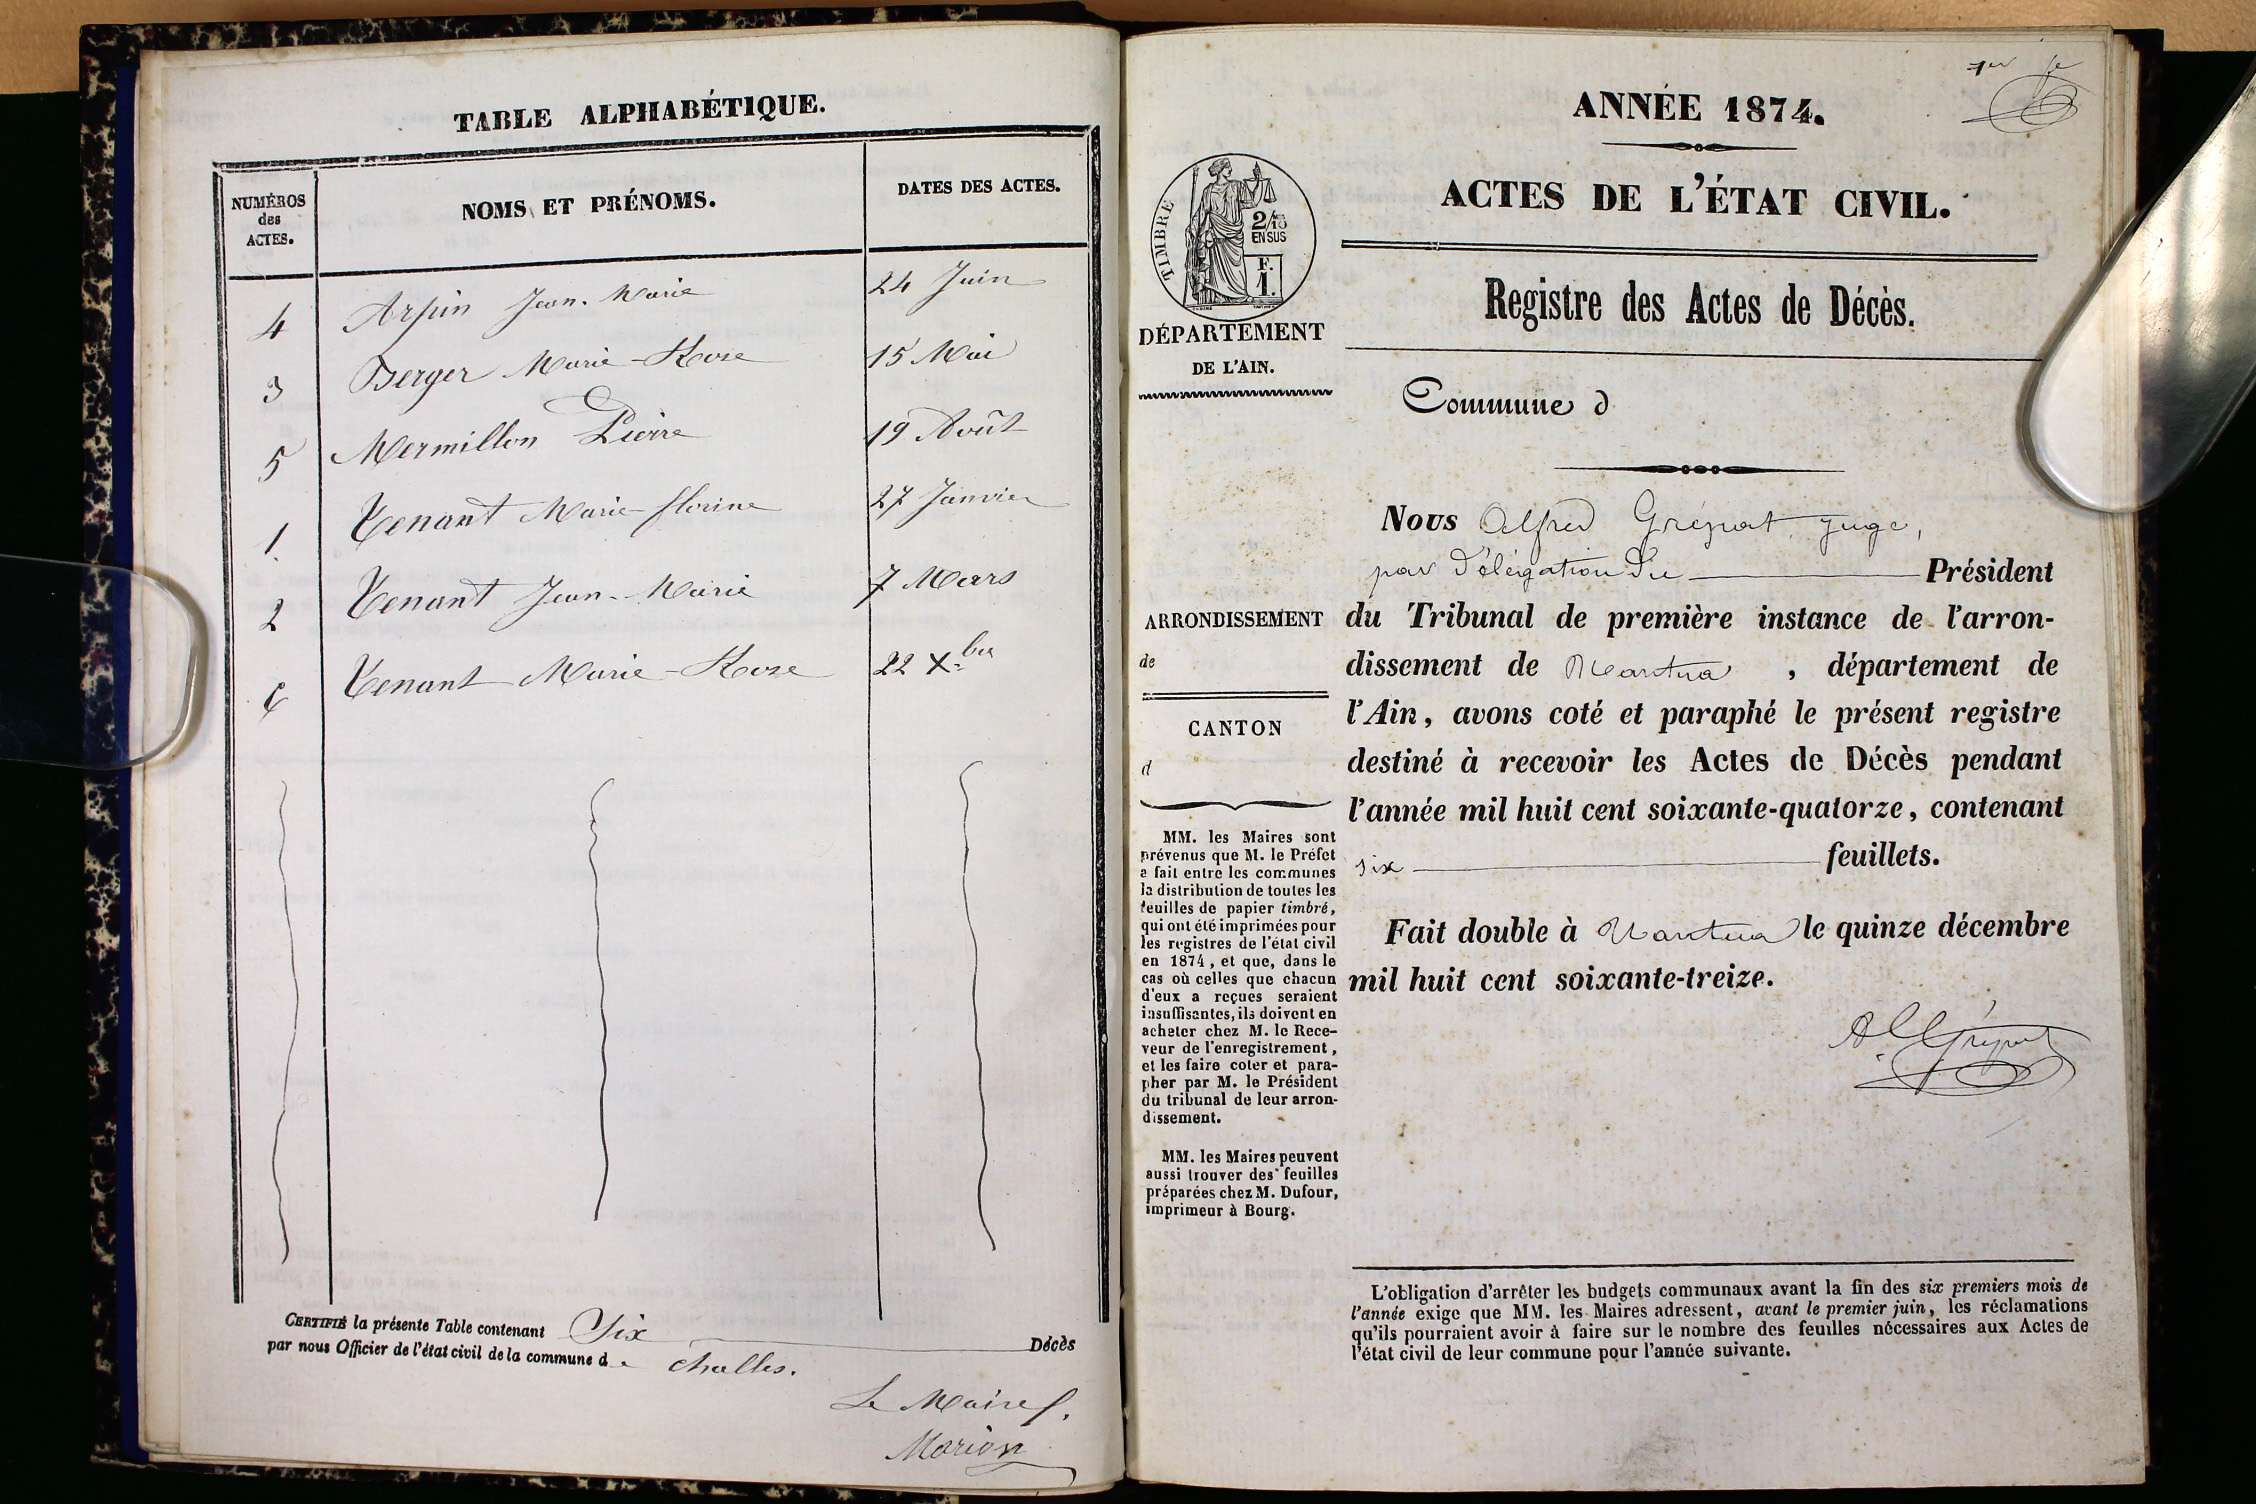 TABLE ALPHABÉTIQUE.
NUMÉROS
des
ACTES.
NOMS ET PRÉNOMS.
DATES DES ACTES.
4 Arpin Jean-Marie 24 Juin
3 Berger Marie-Rose 15 Mai
5 Mermillon Pierre 19 Août
1 Tenant Marie-florine 27 Janvier
2 Tenant Jean-Marie 7 Mars
6 Tenant Marie-Rose 22 Xbre
CERTIFIÉ la présente Table contenant Six Décès
par nous Officier de l'état civil de la commune de Challes.
Le Maire
Marion
1er
ANNÉE 1874.
ACTES DE L'ÉTAT CIVIL.
TIMBRE
2/10
EN SUS
F.
1.
DÉPARTEMENT
DE L'AIN.
Registre des Actes de Décès.
Commune d
ARRONDISSEMENT
de
CANTON
d
MM. les Maires sont
prévenus que M. le Préfet
a fait entre les communes
la distribution de toutes les
feuilles de papier timbré,
qui ont été imprimées pour
les registres de l'état civil
en 1874, et que, dans le
cas où celles que chacun
d'eux a reçues seraient
insuffisantes, ils doivent en
acheter chez M. le Rece-
veur de l'enregistrement,
et les faire coter et para-
pher par M. le Président
du tribunal de leur arron-
dissement.
MM. les Maires peuvent
aussi trouver des feuilles
préparées chez M. Dufour,
imprimeur à Bourg.
Nous Alfred Grépat, juge,
par délégation du Président
du Tribunal de première instance de l'arron-
dissement de Nantua, département de
l'Ain, avons coté et paraphé le présent registre
destiné à recevoir les Actes de Décès pendant
l'année mil huit cent soixante-quatorze, contenant
six feuillets.
Fait double à Nantua le quinze décembre
mil huit cent soixante-treize.
L'obligation d'arrêter les budgets communaux avant la fin des six premiers mois de
l'année exige que MM. les Maires adressent, avant le premier juin, les réclamations
qu'ils pourraient avoir à faire sur le nombre des feuilles nécessaires aux Actes de
l'état civil de leur commune pour l'année suivante.